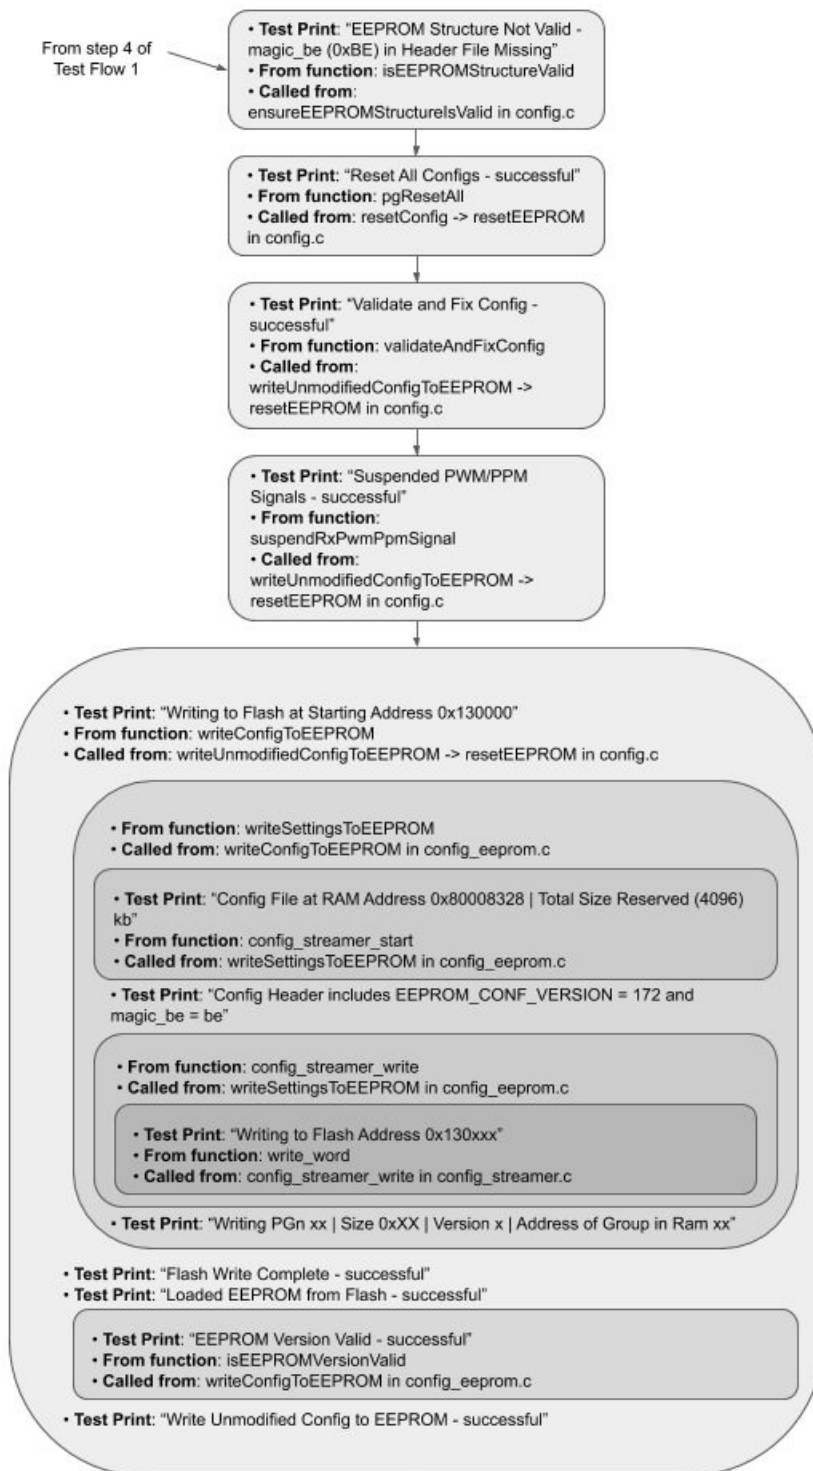 From step 4 of
Test Flow 1
• Test Print: “EEPROM Structure Not Valid -
magic_be (0xBE) in Header File Missing”
• From function: isEEPROMStructureValid
• Called from:
ensureEEPROMStructureIsValid in config.c
• Test Print: “Reset All Configs - successful”
• From function: pgResetAll
• Called from: resetConfig -> resetEEPROM
in config.c
• Test Print: “Validate and Fix Config -
successful”
• From function: validateAndFixConfig
• Called from:
writeUnmodifiedConfigToEEPROM ->
resetEEPROM in config.c
• Test Print: “Suspended PWM/PPM
Signals - successful”
• From function:
suspendRxPwmPpmSignal
• Called from:
writeUnmodifiedConfigToEEPROM ->
resetEEPROM in config.c
• Test Print: “Writing to Flash at Starting Address 0x130000”
• From function: writeConfigToEEPROM
• Called from: writeUnmodifiedConfigToEEPROM -> resetEEPROM in config.c
• From function: writeSettingsToEEPROM
• Called from: writeConfigToEEPROM in config_eeprom.c
• Test Print: “Config File at RAM Address 0x80008328 | Total Size Reserved (4096)
kb”
• From function: config_streamer_start
• Called from: writeSettingsToEEPROM in config_eeprom.c
• Test Print: “Config Header includes EEPROM_CONF_VERSION = 172 and
magic_be = be”
• From function: config_streamer_write
• Called from: writeSettingsToEEPROM in config_eeprom.c
• Test Print: “Writing to Flash Address 0x130xxx”
• From function: write_word
• Called from: config_streamer_write in config_streamer.c
• Test Print: “Writing PGn xx | Size 0xXX | Version x | Address of Group in Ram xx”
• Test Print: “Flash Write Complete - successful”
• Test Print: “Loaded EEPROM from Flash - successful”
• Test Print: “EEPROM Version Valid - successful”
• From function: isEEPROMVersionValid
• Called from: writeConfigToEEPROM in config_eeprom.c
• Test Print: “Write Unmodified Config to EEPROM - successful”